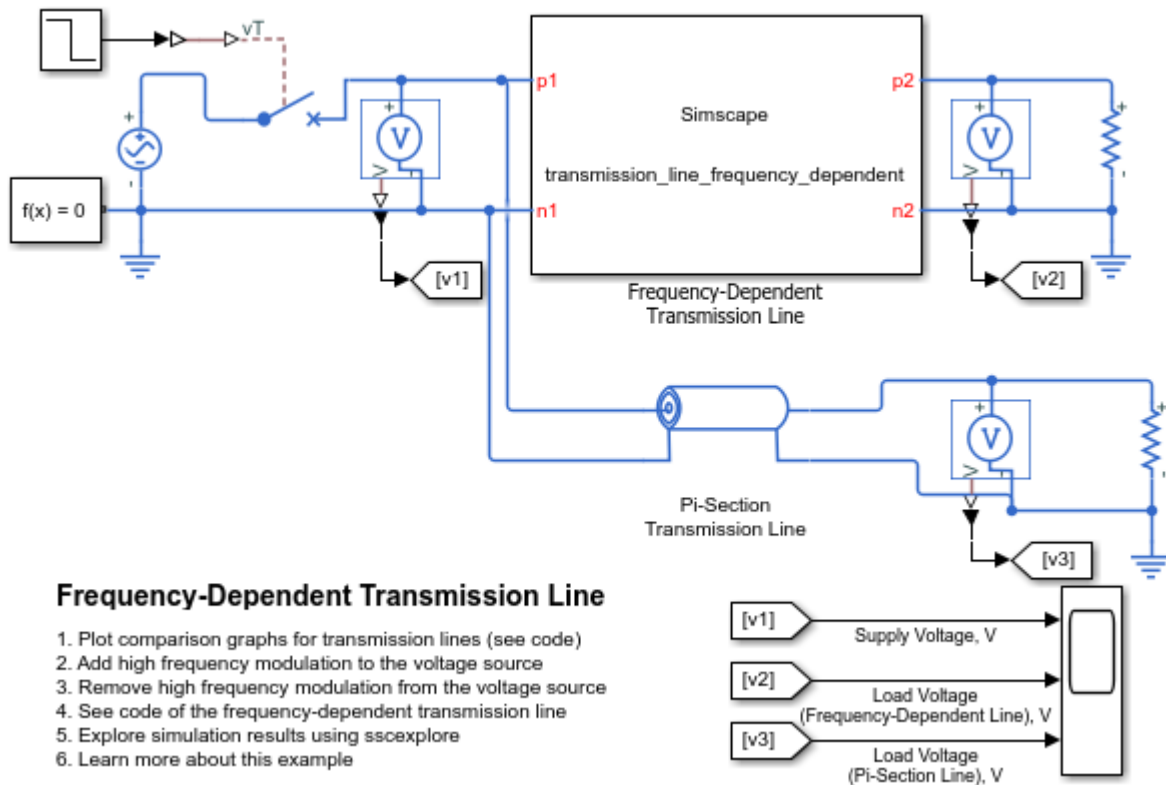 vT
+
-
f(x) = 0
+
V
V
-
[v1]
p1
n1
Simscape
transmission_line_frequency_dependent
p2
n2
Frequency-Dependent
Transmission Line
+
V
V
-
[v2]
+
-
Pi-Section
Transmission Line
+
V
V
-
[v3]
+
-
Frequency-Dependent Transmission Line
1. Plot comparison graphs for transmission lines (see code)
2. Add high frequency modulation to the voltage source
3. Remove high frequency modulation from the voltage source
4. See code of the frequency-dependent transmission line
5. Explore simulation results using sscexplore
6. Learn more about this example
[v1]
Supply Voltage, V
[v2]
Load Voltage
(Frequency-Dependent Line), V
[v3]
Load Voltage
(Pi-Section Line), V